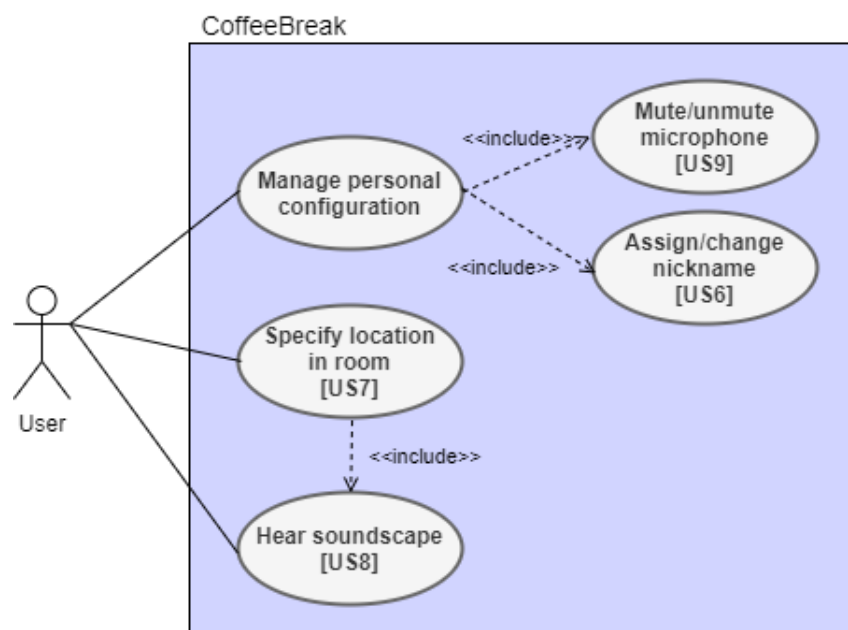 CoffeeBreak
Mute/unmute
microphone
[US9]
<<include>>
Manage personal
configuration
Assign/change
nickname
[US6]
<<include>>
Specify location
in room
[US7]
User
<<include>>
Hear soundscape
[US8]